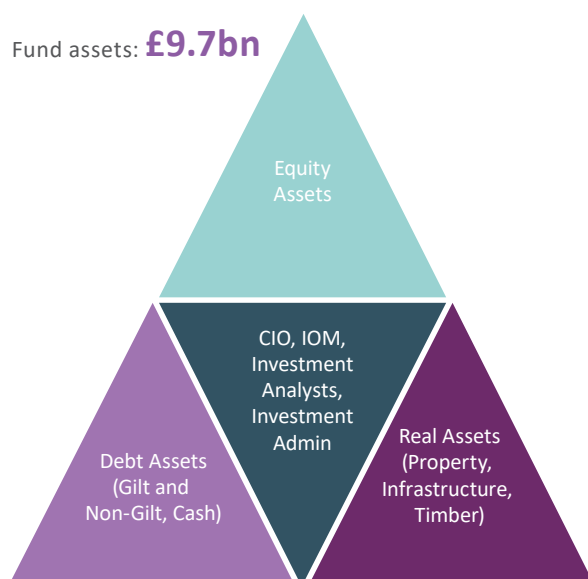 Fund assets: £9.7bn
Equity
Assets
CIO, IOM,
Investment
Analysts,
Investment
Admin
Debt Assets
(Gilt and
Non-Gilt, Cash)
Real Assets
(Property,
Infrastructure,
Timber)